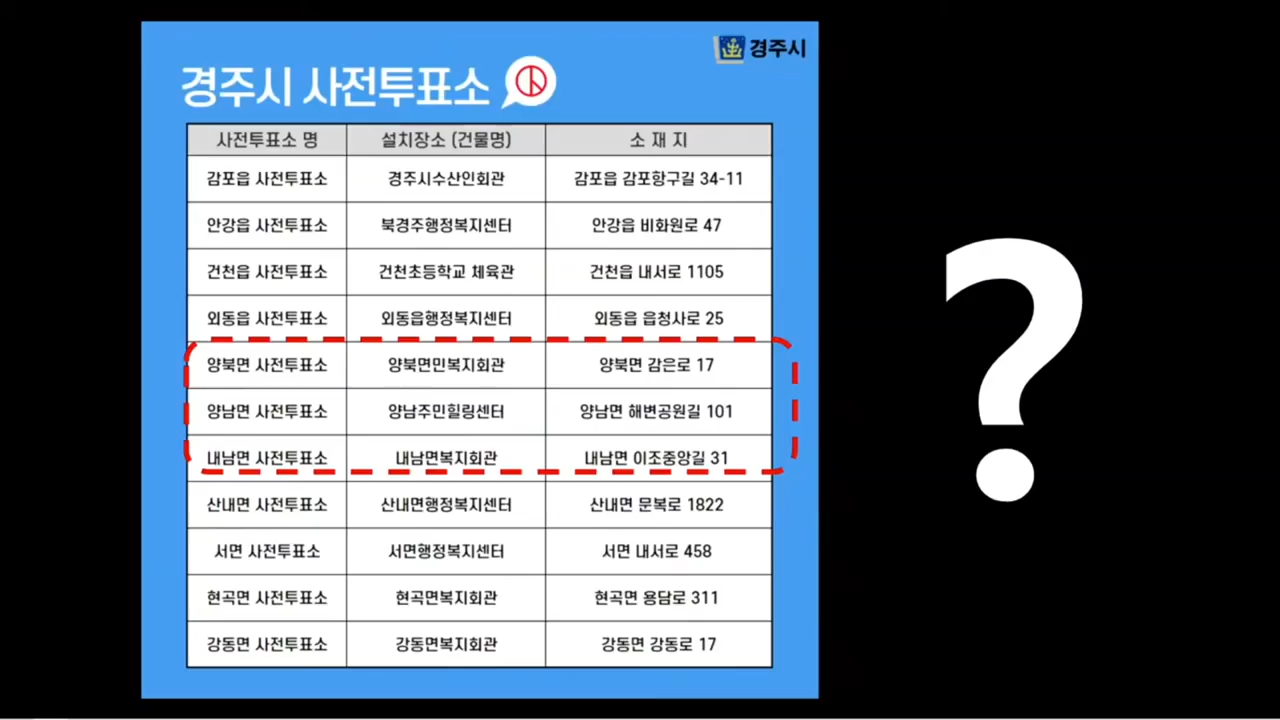 경주시
경주시 사전투표소
사전투표소 명 설치장소 (건물명) 소 재 지
감포읍 사전투표소 경주시수산인회관 감포읍 감포항구길 34-11
안강읍 사전투표소 북경주행정복지센터 안강읍 비화원로 47
건천읍 사전투표소 건천초등학교 체육관 건천읍 내서로 1105
외동읍 사전투표소 외동읍행정복지센터 외동읍 읍청사로 25
양북면 사전투표소 양북면민복지회관 양북면 감은로 17
양남면 사전투표소 양남주민힐링센터 양남면 해변공원길 101
내남면 사전투표소 내남면복지회관 내남면 이조중앙길 31
산내면 사전투표소 산내면행정복지센터 산내면 문복로 1822
서면 사전투표소 서면행정복지센터 서면 내서로 458
현곡면 사전투표소 현곡면복지회관 현곡면 용담로 311
강동면 사전투표소 강동면복지회관 강동면 강동로 17
?